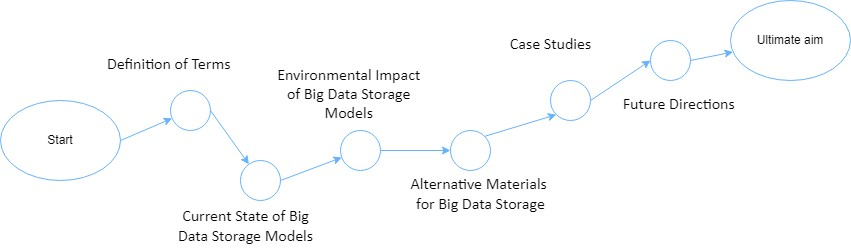 Start
Definition of Terms
Current State of Big
Data Storage Models
Environmental Impact
of Big Data Storage
Models
Alternative Materials
for Big Data Storage
Case Studies
Future Directions
Ultimate aim